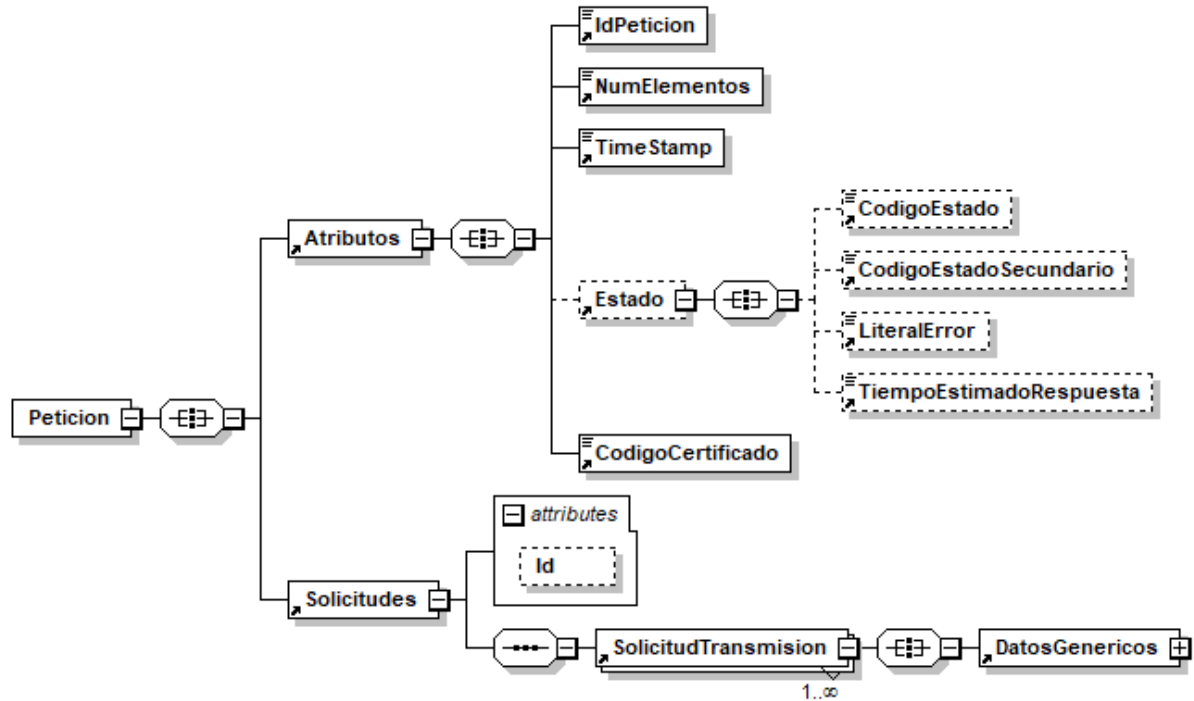 IdPeticion
NumElementos
TimeStamp
CodigoEstado
Atributos
CodigoEstadoSecundario
Estado
LiteralError
TiempoEstimadoRespuesta
Peticion
CodigoCertificado
attributes
Id
Solicitudes
SolicitudTransmision
DatosGenericos
1..∞